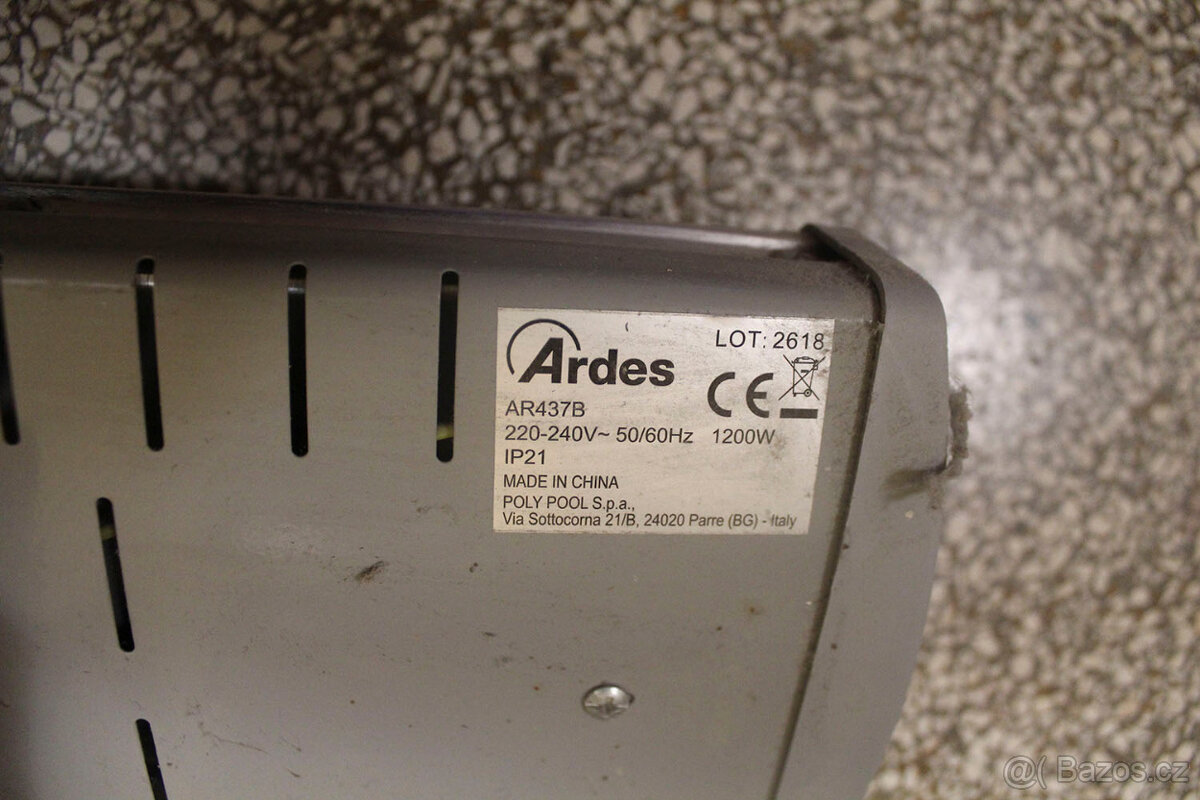 Ardes
LOT: 2618
CE
AR437B
220-240V~ 50/60Hz 1200W
IP21
MADE IN CHINA
POLY POOL S.p.a.,
Via Sottocorna 21/B, 24020 Parre (BG) - Italy
@( Bazos.cz